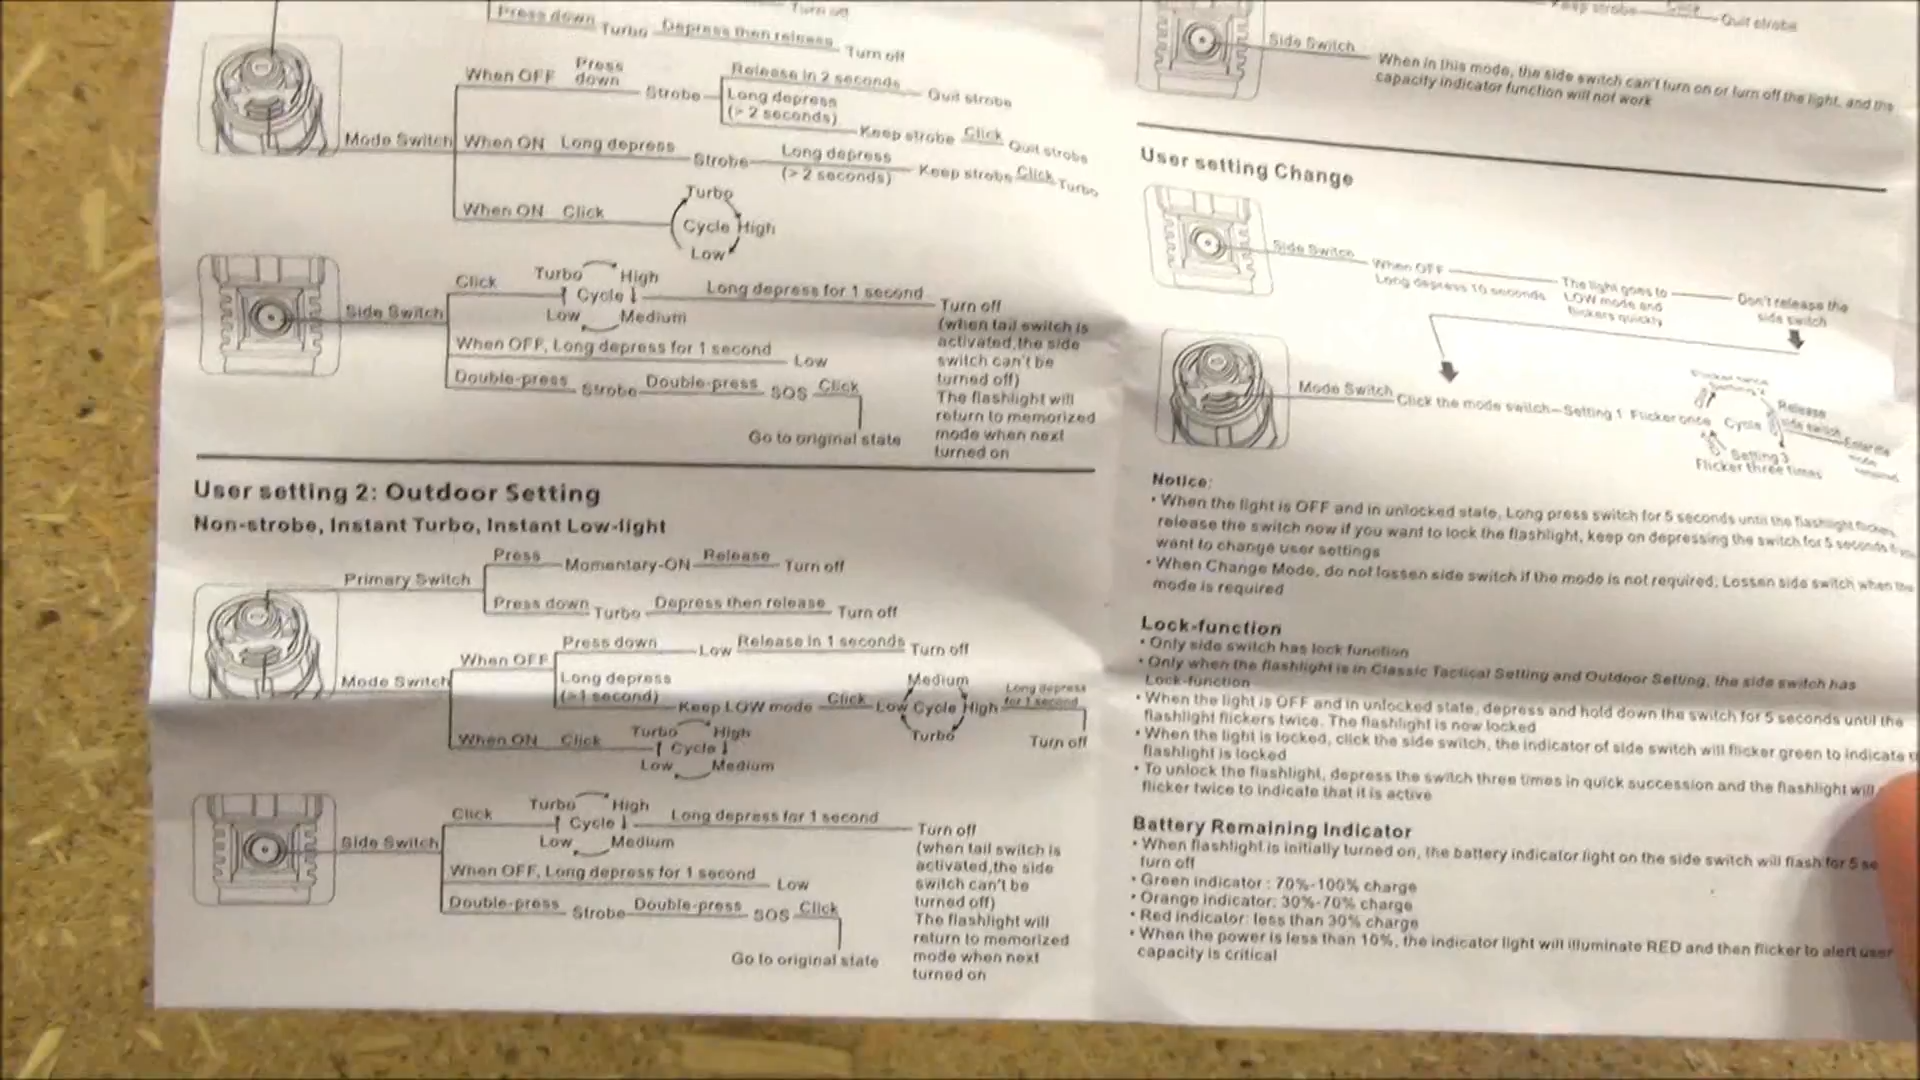 Turn off
Press down Turbo Depress then release Turn off
When OFF Press down Strobe Release in 2 seconds Quit strobe
Long depress (> 2 seconds) Keep strobe Click Quit strobe
Mode Switch When ON Long depress Strobe Long depress (> 2 seconds) Keep strobe Click Turbo
When ON Click Turbo
Cycle High
Low
Click Turbo High Long depress for 1 second Turn off
Cycle
Side Switch Low Medium
(when tail switch is
activated,the side
switch can't be
turned off)
The flashlight will
return to memorized
mode when next
turned on
When OFF, Long depress for 1 second Low
Double-press Strobe Double-press SOS Click
Go to original state
User setting 2: Outdoor Setting
Non-strobe, Instant Turbo, Instant Low-light
Primary Switch Press Momentary-ON Release Turn off
Press down Turbo Depress then release Turn off
Mode Switch When OFF Press down Low Release in 1 seconds Turn off
Long depress
(>1 second) Keep LOW mode Click Low Cycle High Long depress for 1 second
Medium
Turbo
Turn off
When ON Click Turbo High
Cycle
Low Medium
Click Turbo High Long depress for 1 second Turn off
Cycle
Side Switch Low Medium
(when tail switch is
activated,the side
switch can't be
turned off)
The flashlight will
return to memorized
mode when next
turned on
When OFF, Long depress for 1 second Low
Double-press Strobe Double-press SOS Click
Go to original state
Keep strobe Click Quit strobe
Side Switch When in this mode, the side switch can't turn on or turn off the light, and the
capacity indicator function will not work
User setting Change
Side Switch When OFF The light goes to Don't release the
Long depress 10 seconds LOW mode and side switch
flickers quickly
Mode Switch Click the mode switch Setting 1 Flicker once Cycle
Release
side switch
Setting 3
Flicker three times
Notice:
• When the light is OFF and in unlocked state, Long press switch for 5 seconds until the flashlight flickers,
release the switch now if you want to lock the flashlight, keep on depressing the switch for 5 seconds
want to change user settings
• When Change Mode, do not lossen side switch if the mode is not required; Lossen side switch when the
mode is required
Lock-function
• Only side switch has lock function
• Only when the flashlight is in Classic Tactical Setting and Outdoor Setting, the side switch has
Lock-function
• When the light is OFF and in unlocked state, depress and hold down the switch for 5 seconds until the
flashlight flickers twice. The flashlight is now locked
• When the light is locked, click the side switch, the indicator of side switch will flicker green to indicate
flashlight is locked
• To unlock the flashlight, depress the switch three times in quick succession and the flashlight will
flicker twice to indicate that it is active
Battery Remaining Indicator
• When flashlight is initially turned on, the battery indicator light on the side switch will flash for 5 se
turn off
• Green indicator : 70%-100% charge
• Orange indicator: 30%-70% charge
• Red indicator: less than 30% charge
• When the power is less than 10%, the indicator light will illuminate RED and then flicker to alert user
capacity is critical